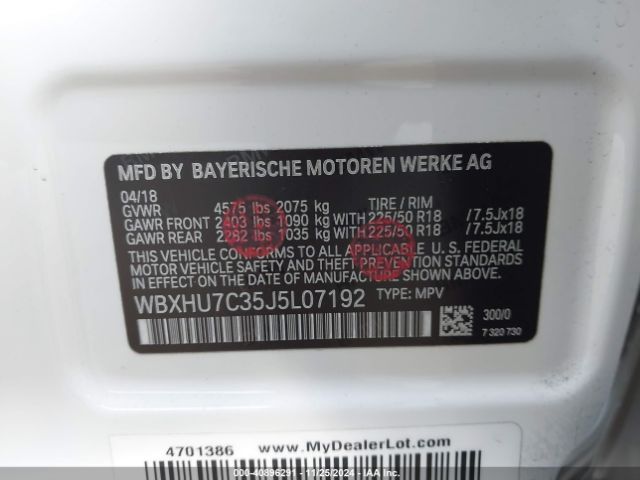 MFD BY BAYERISCHE MOTOREN WERKE AG
04/18
GVWR 4575 lbs 2075 kg TIRE / RIM
GAWR FRONT 2403 lbs 1090 kg WITH 225/50 R18 /7.5Jx18
GAWR REAR 2282 lbs 1035 kg WITH 225/50 R18 /7.5Jx18
THIS VEHICLE CONFORMS TO ALL APPLICABLE U. S. FEDERAL
MOTOR VEHICLE SAFETY, BUMPER, AND THEFT PREVENTION
STANDARDS IN EFFECT ON THE DATE OF
MANUFACTURE SHOWN ABOVE.
WBXHU7C35J5L07192 TYPE: MPV
300/0
7 320 730
4701386 www.MyDealerLot.com
000-40896291 - 11/25/2024 - IAA Inc.